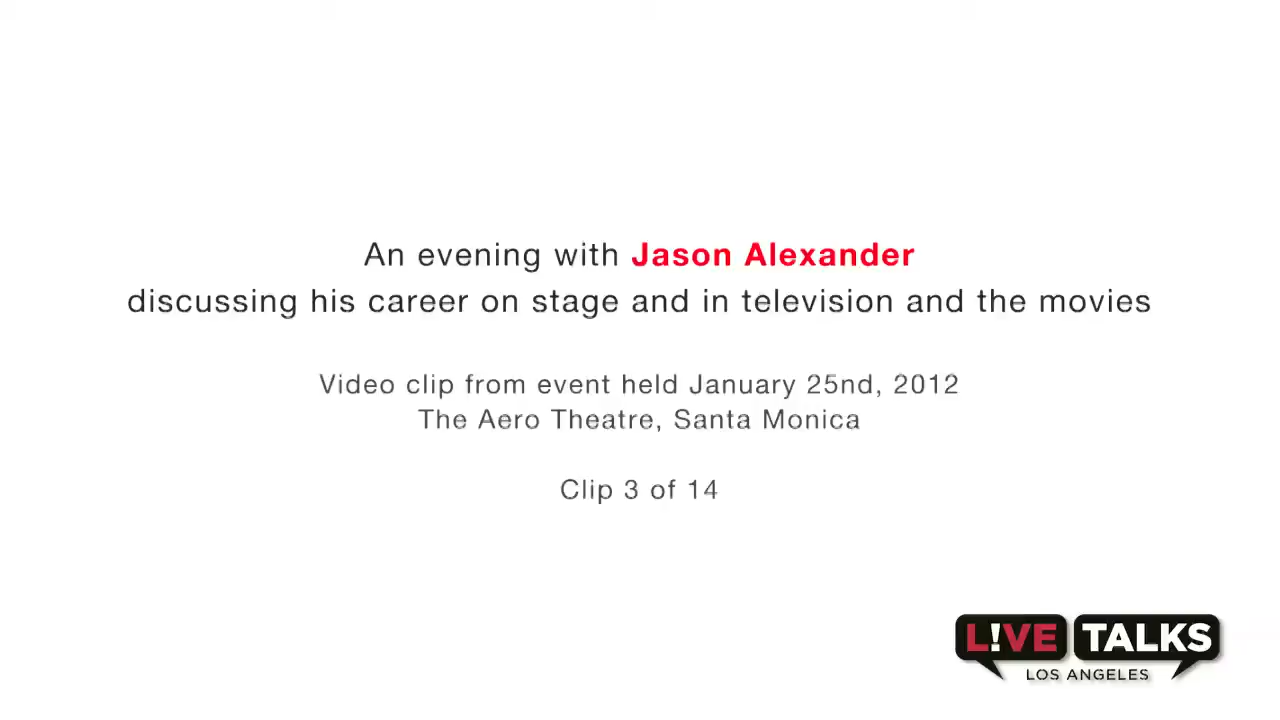 An evening with Jason Alexander
discussing his career on stage and in television and the movies
Video clip from event held January 25nd, 2012
The Aero Theatre, Santa Monica
Clip 3 of 14
L!VE TALKS
LOS ANGELES